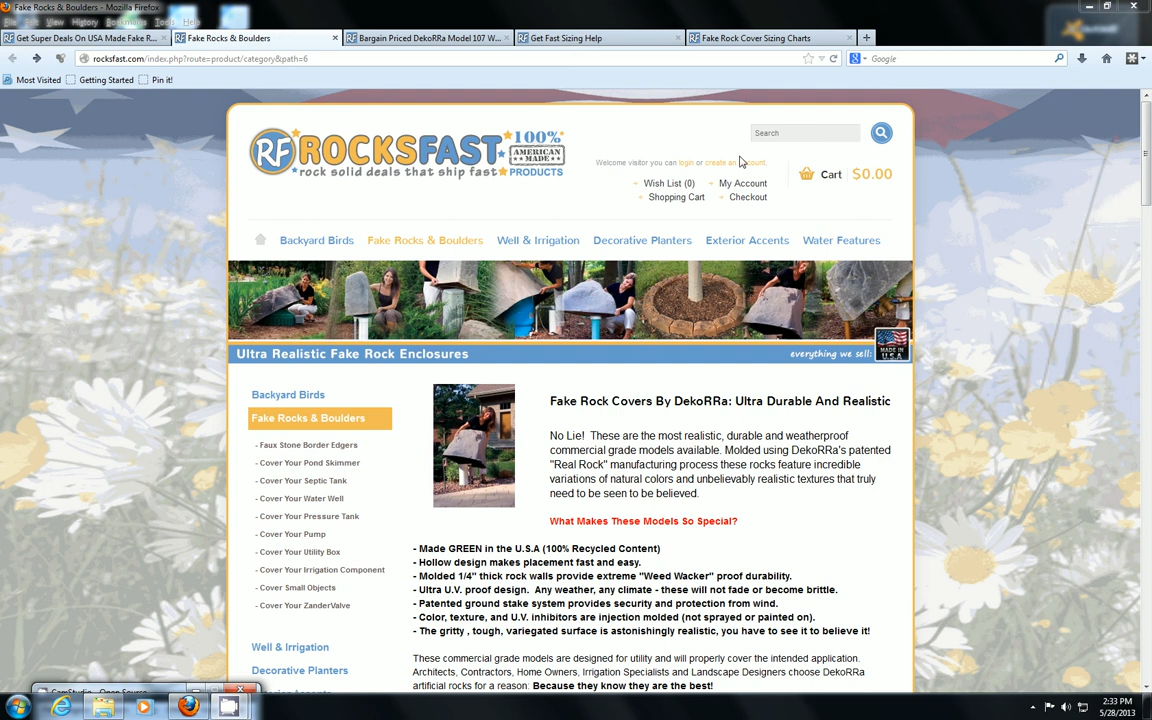 Fake Rocks & Boulders - Mozilla Firefox
File Edit View History Bookmarks Tools Help
Get Super Deals On USA Made Fake R...
Fake Rocks & Boulders
Bargain Priced DekoRRa Model 107 W...
Get Fast Sizing Help
Fake Rock Cover Sizing Charts
rocksfast.com/index.php?route=product/category&path=6
Google
Most Visited
Getting Started
Pin it!
RF ROCKSFAST 100% AMERICAN MADE PRODUCTS
rock solid deals that ship fast
Search
Welcome visitor you can login or create an account.
Wish List (0)
My Account
Shopping Cart
Checkout
Cart $0.00
Backyard Birds
Fake Rocks & Boulders
Well & Irrigation
Decorative Planters
Exterior Accents
Water Features
Ultra Realistic Fake Rock Enclosures
everything we sell:
MADE IN U.S.A
Backyard Birds
Fake Rocks & Boulders
- Faux Stone Border Edgers
- Cover Your Pond Skimmer
- Cover Your Septic Tank
- Cover Your Water Well
- Cover Your Pressure Tank
- Cover Your Pump
- Cover Your Utility Box
- Cover Your Irrigation Component
- Cover Small Objects
- Cover Your ZanderValve
Well & Irrigation
Decorative Planters
Fake Rock Covers By DekoRRa: Ultra Durable And Realistic
No Lie! These are the most realistic, durable and weatherproof
commercial grade models available. Molded using DekoRRa's patented
"Real Rock" manufacturing process these rocks feature incredible
variations of natural colors and unbelievably realistic textures that truly
need to be seen to be believed.
What Makes These Models So Special?
- Made GREEN in the U.S.A (100% Recycled Content)
- Hollow design makes placement fast and easy.
- Molded 1/4" thick rock walls provide extreme "Weed Wacker" proof durability.
- Ultra U.V. proof design. Any weather, any climate - these will not fade or become brittle.
- Patented ground stake system provides security and protection from wind.
- Color, texture, and U.V. inhibitors are injection molded (not sprayed or painted on).
- The gritty , tough, variegated surface is astonishingly realistic, you have to see it to believe it!
These commercial grade models are designed for utility and will properly cover the intended application.
Architects, Contractors, Home Owners, Irrigation Specialists and Landscape Designers choose DekoRRa
artificial rocks for a reason: Because they know they are the best!
CamStudio - Open Source
2:33 PM
5/28/2013